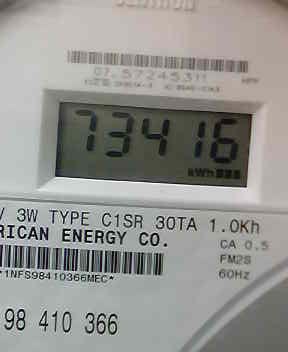 73416
kWh
V 3W TYPE C1SR 30TA 1.0Kh
RICAN ENERGY CO.
CA 0.5
FM2S
60Hz
*1NFS98410366MEC*
98 410 366